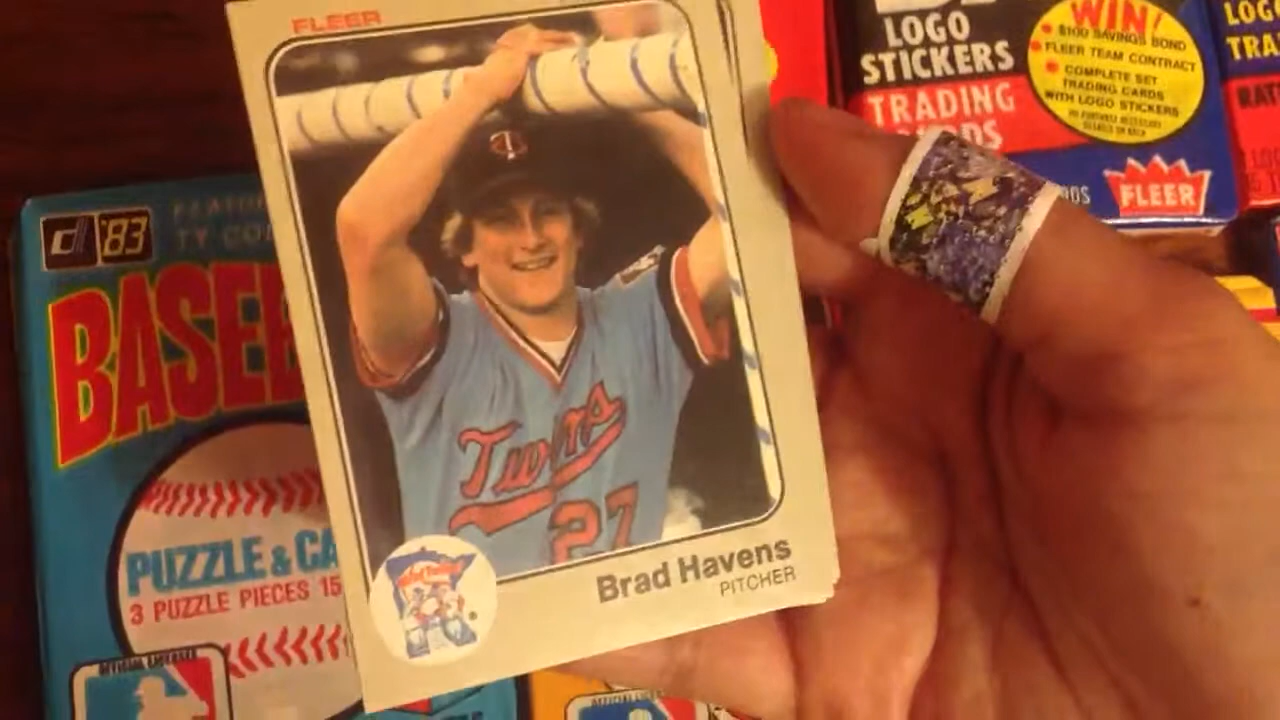 FLEER
T
C
Twins
27
Brad Havens
PITCHER
d '83
BASEB
PUZZLE & CA
3 PUZZLE PIECES 15
LOGO
STICKERS
TRADING
WIN!
$100 SAVINGS BOND
FLEER TEAM CONTRACT
COMPLETE SET
TRADING CARDS
WITH LOGO STICKERS
FLEER
LOGO
TRA
RAT